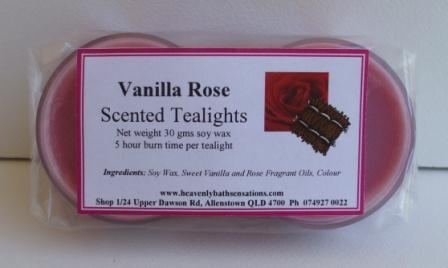 Vanilla Rose
Scented Tealights
Net weight 30 gms soy wax
5 hour burn time per tealight
Ingredients: Soy Wax, Sweet Vanilla and Rose Fragrant Oils, Colour
www.heavenlybathsensations.com
Shop 1/24 Upper Dawson Rd, Allenstown QLD 4700 Ph 074927 0022